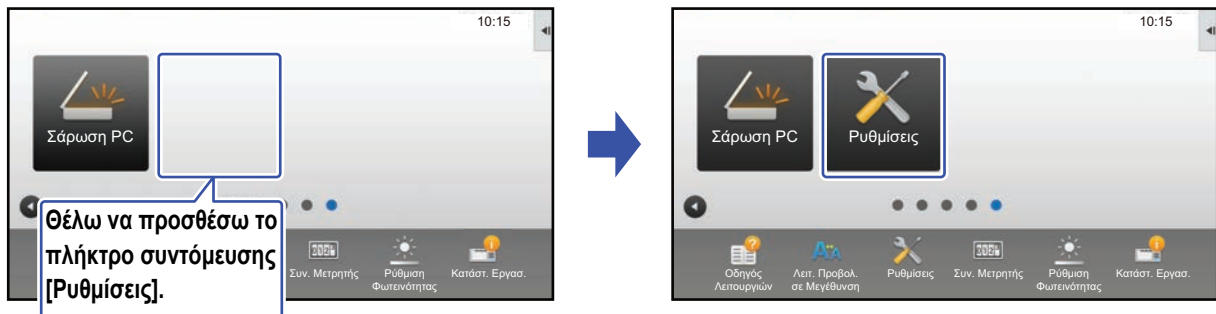 10:15
Σάρωση PC
Θέλω να προσθέσω το
πλήκτρο συντόμευσης
[Ρυθμίσεις].
Συν. Μετρητής
Ρύθμιση
Φωτεινότητας
Κατάστ. Εργασ.
10:15
Σάρωση PC
Ρυθμίσεις
Οδηγός
Λειτουργιών
Λειτ. Προβολ.
σε Μεγέθυνση
Ρυθμίσεις
Συν. Μετρητής
Ρύθμιση
Φωτεινότητας
Κατάστ. Εργασ.